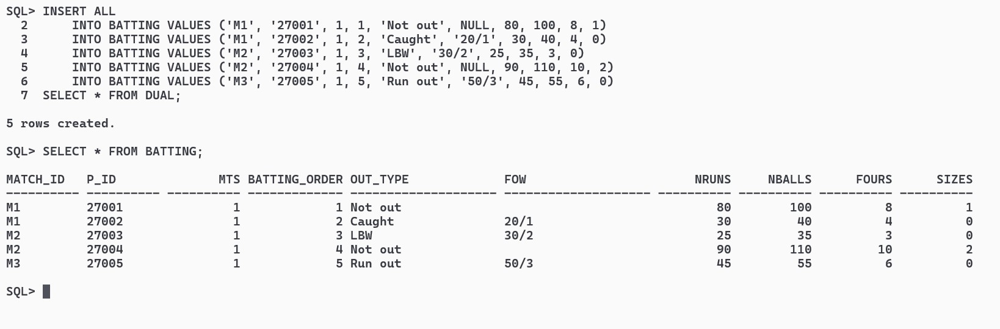 SQL> INSERT ALL
  2      INTO BATTING VALUES ('M1', '27001', 1, 1, 'Not out', NULL, 80, 100, 8, 1)
  3      INTO BATTING VALUES ('M1', '27002', 1, 2, 'Caught', '20/1', 30, 40, 4, 0)
  4      INTO BATTING VALUES ('M2', '27003', 1, 3, 'LBW', '30/2', 25, 35, 3, 0)
  5      INTO BATTING VALUES ('M2', '27004', 1, 4, 'Not out', NULL, 90, 110, 10, 2)
  6      INTO BATTING VALUES ('M3', '27005', 1, 5, 'Run out', '50/3', 45, 55, 6, 0)
  7  SELECT * FROM DUAL;
5 rows created.
SQL> SELECT * FROM BATTING;
MATCH_ID   P_ID              MTS BATTING_ORDER OUT_TYPE             FOW                       NRUNS     NBALLS      FOURS      SIZES
---------- ---------- ---------- ------------- -------------------- -------------------- ---------- ---------- ---------- ----------
M1         27001               1             1 Not out                                           80        100          8          1
M1         27002               1             2 Caught               20/1                         30         40          4          0
M2         27003               1             3 LBW                  30/2                         25         35          3          0
M2         27004               1             4 Not out                                           90        110         10          2
M3         27005               1             5 Run out              50/3                         45         55          6          0
SQL>